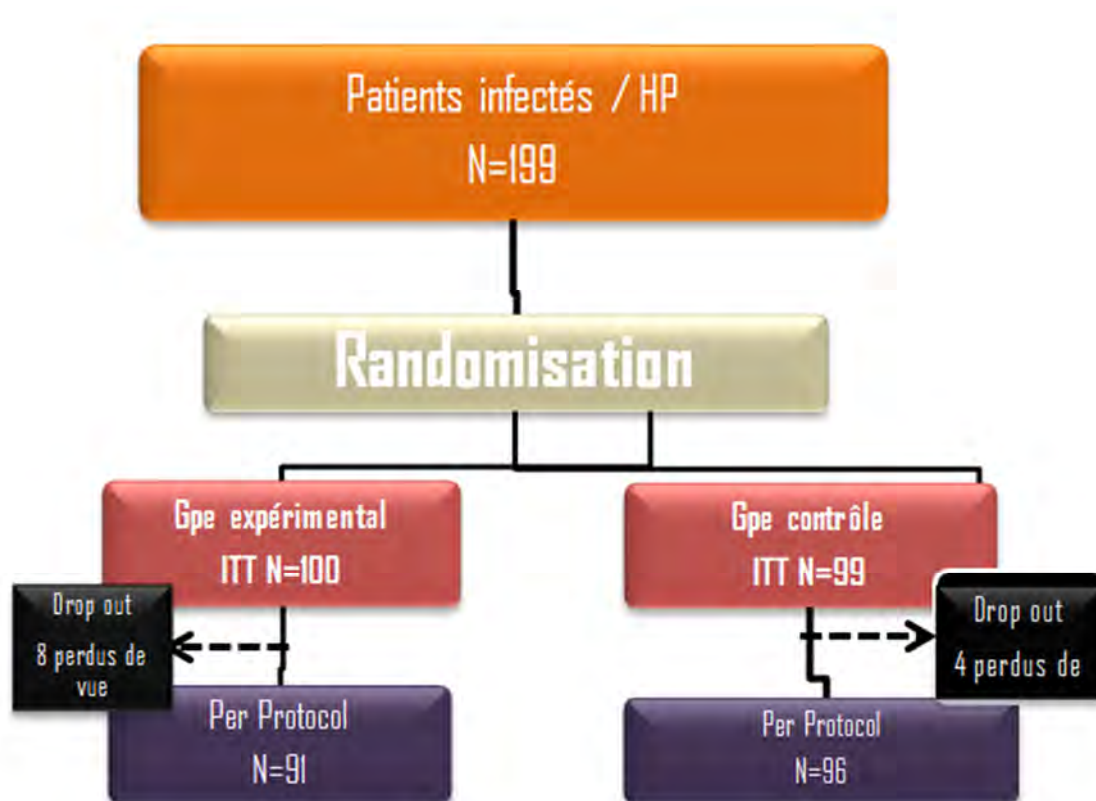 Patients infectés / HP
N=199
Randomisation
Gpe expérimental
ITT N=100
Gpe contrôle
ITT N=99
Drop out
8 perdus de
vue
Drop out
4 perdus de
Per Protocol
N=91
Per Protocol
N=96